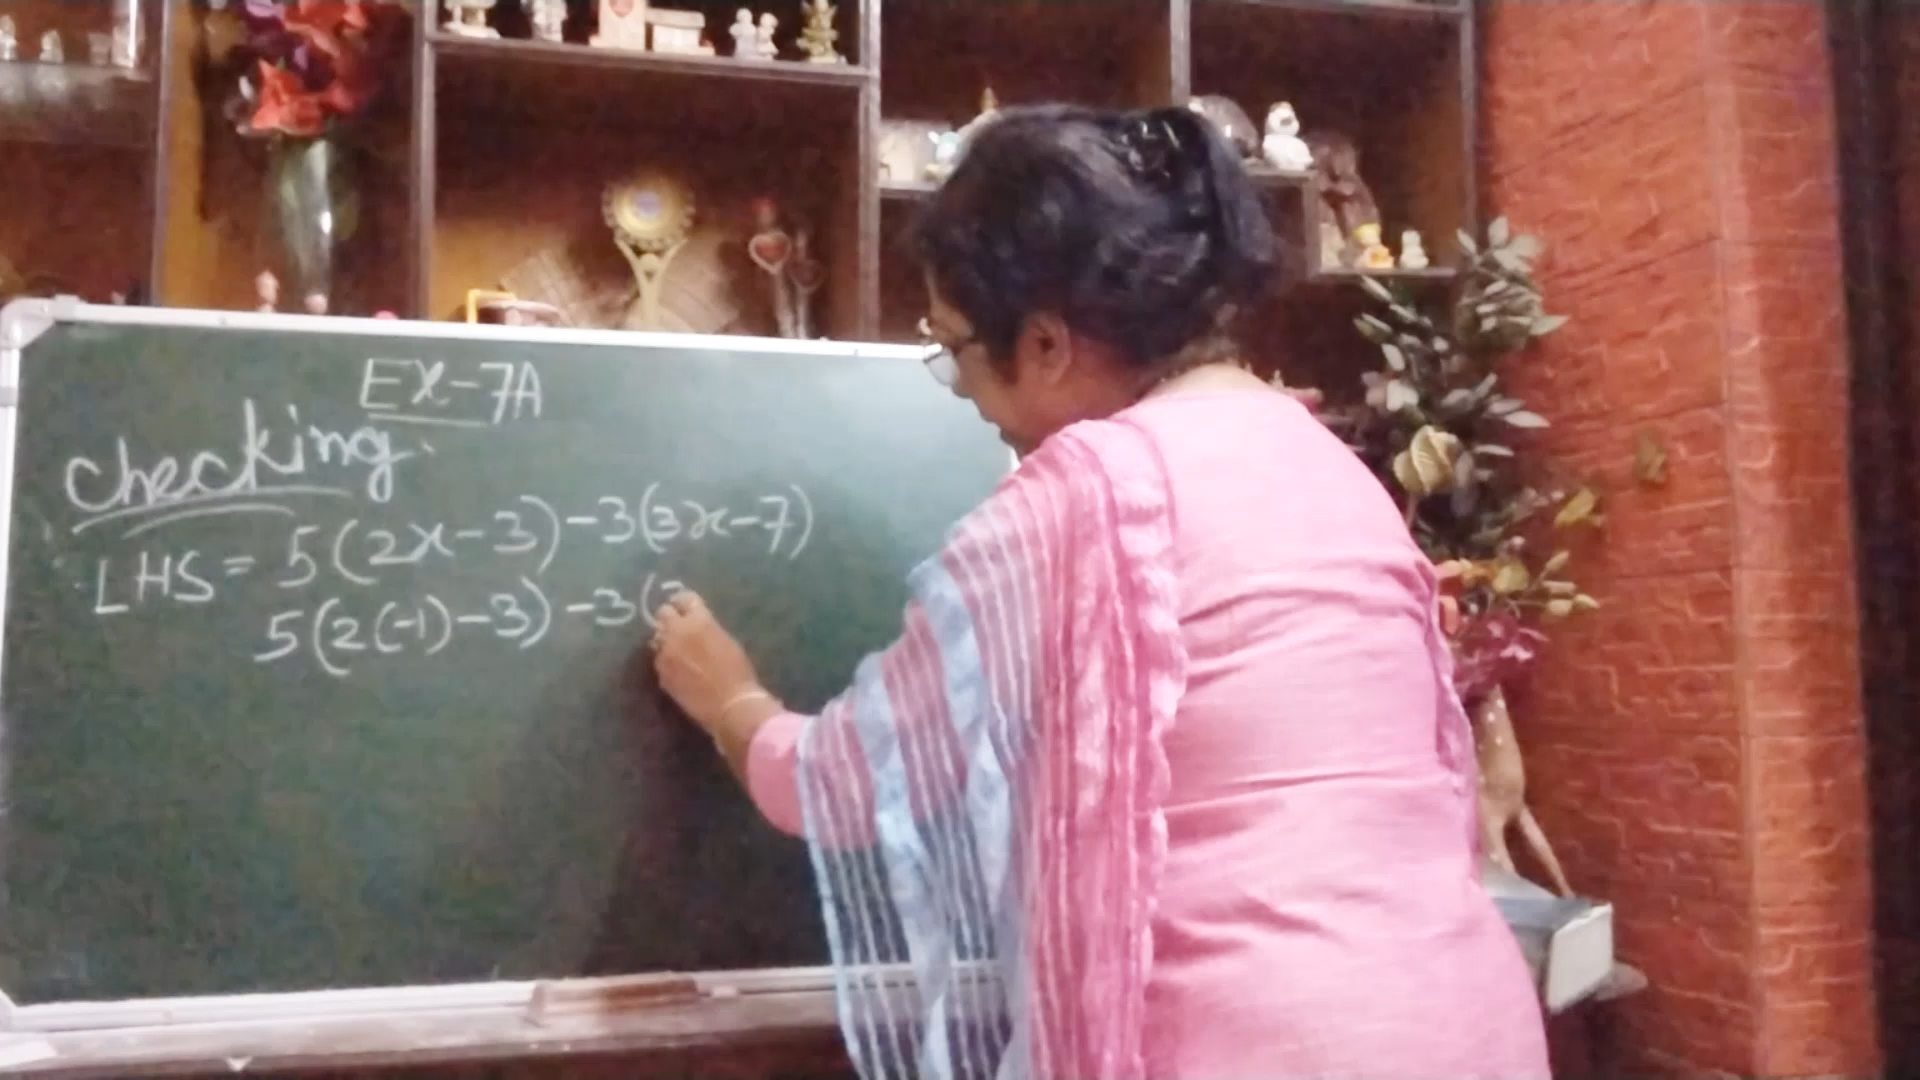 EX-7A
Checking.
LHS = 5(2x-3)-3(3x-7)
5(2(-1)-3)-3(